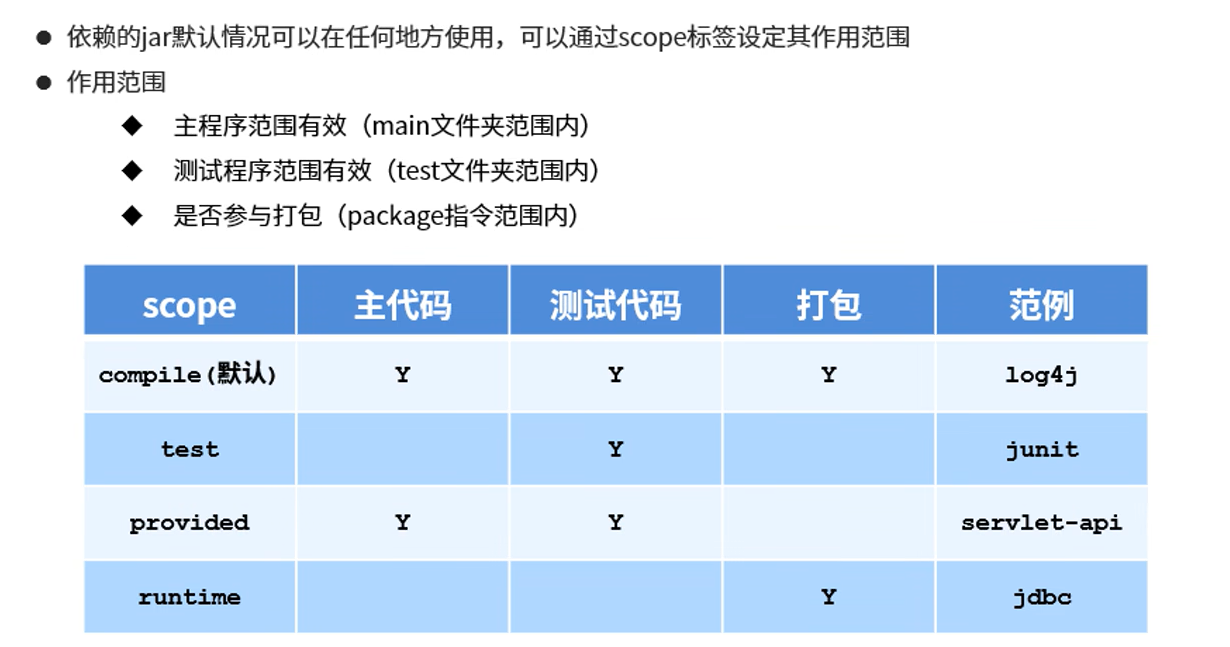 ● 依赖的jar默认情况可以在任何地方使用，可以通过scope标签设定其作用范围
● 作用范围
◆ 主程序范围有效（main文件夹范围内）
◆ 测试程序范围有效（test文件夹范围内）
◆ 是否参与打包（package指令范围内）
scope 主代码 测试代码 打包 范例
compile(默认) Y Y Y log4j
test Y junit
provided Y Y servlet-api
runtime Y jdbc